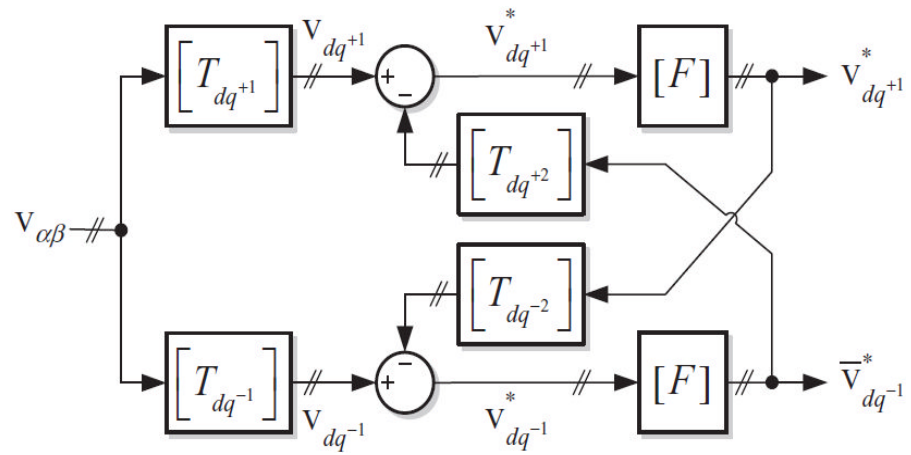 V_{dq^{+1}} V^{*}_{dq^{+1}}
[T_{dq^{+1}}] + − [F] V^{*}_{dq^{+1}}
[T_{dq^{+2}}]
V_{αβ}
[T_{dq^{-2}}]
[T_{dq^{-1}}] + − [F] \overline{V}^{*}_{dq^{-1}}
V_{dq^{-1}} V^{*}_{dq^{-1}}